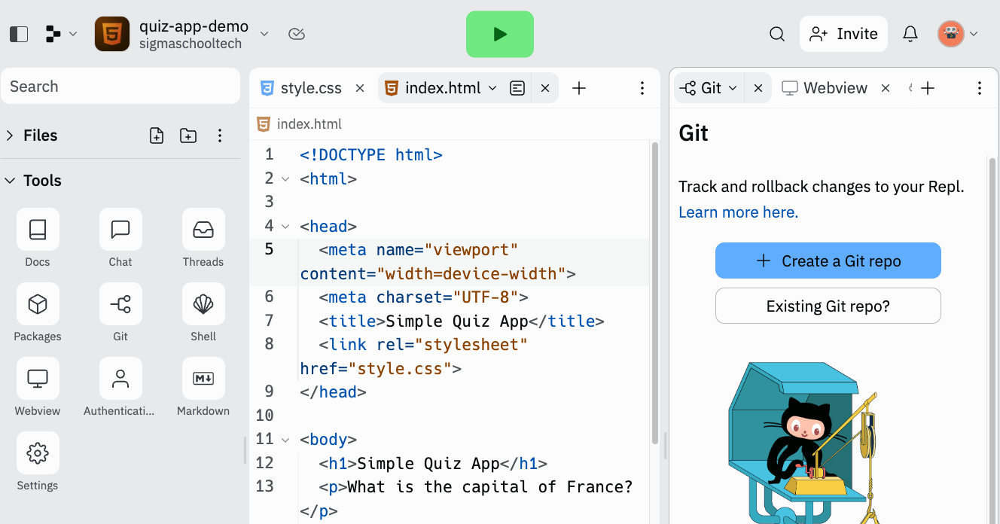 quiz-app-demo
sigmaschooltech
Invite
Search
Files
Tools
Docs
Chat
Threads
Packages
Git
Shell
Webview
Authenticati...
Markdown
Settings
style.css
index.html
index.html
1 <!DOCTYPE html>
2 <html>
3
4 <head>
5 <meta name="viewport"
content="width=device-width">
6 <meta charset="UTF-8">
7 <title>Simple Quiz App</title>
8 <link rel="stylesheet"
href="style.css">
9 </head>
10
11 <body>
12 <h1>Simple Quiz App</h1>
13 <p>What is the capital of France?
</p>
Git
Webview
Git
Track and rollback changes to your Repl.
Learn more here.
Create a Git repo
Existing Git repo?